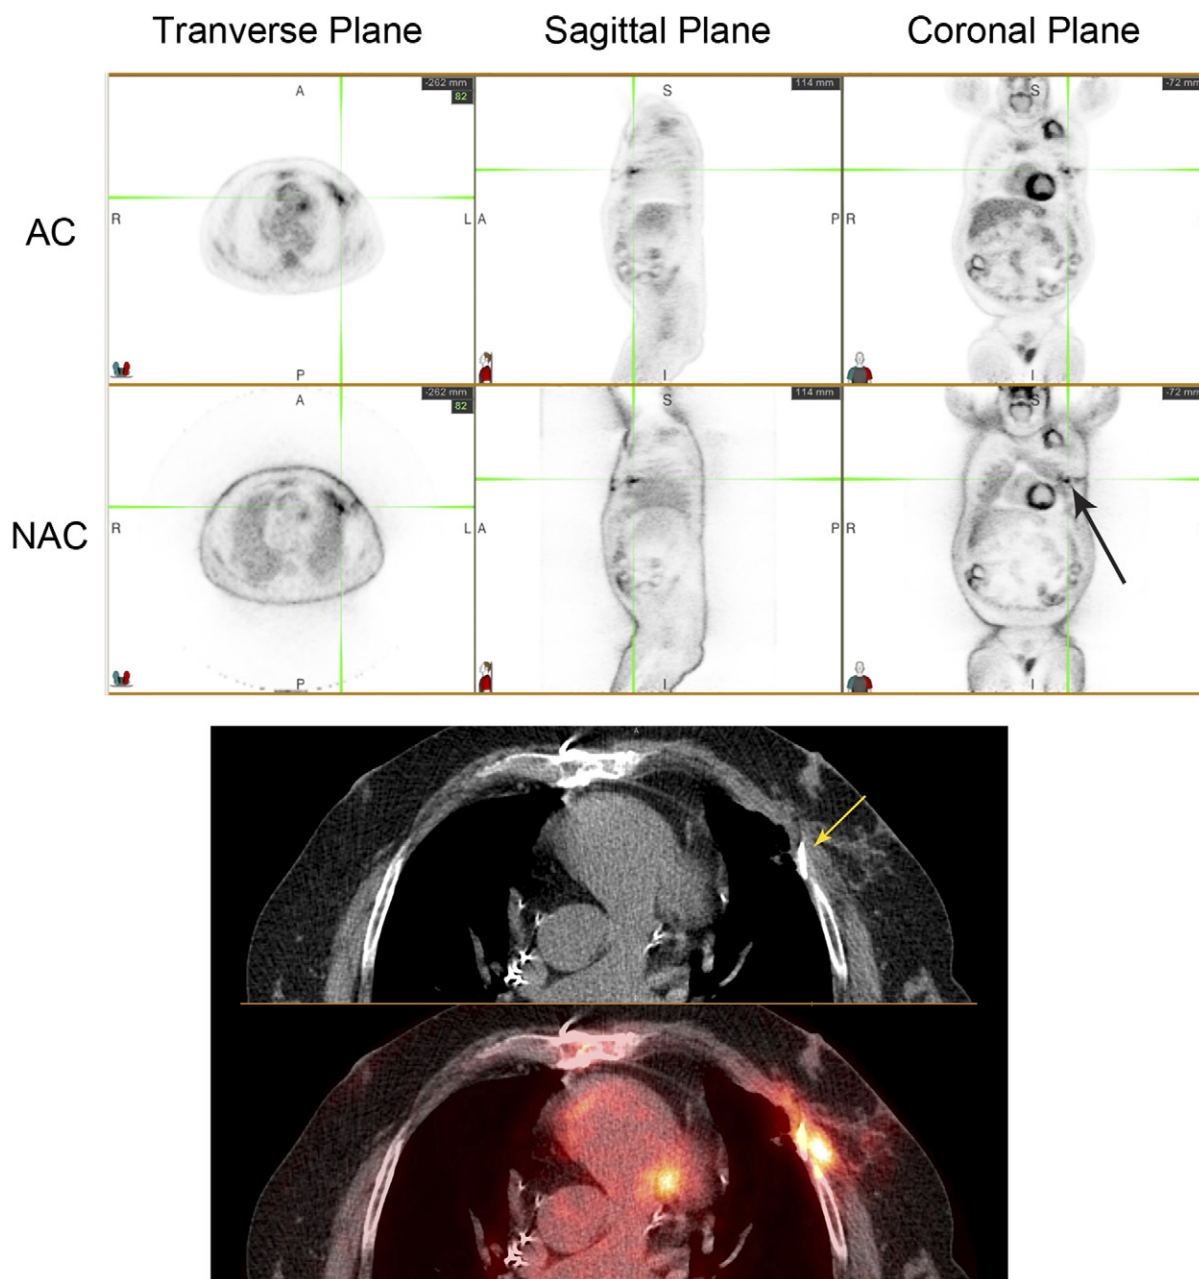 Tranverse Plane Sagittal Plane Coronal Plane
AC
A -262 mm
82
R L
P
S 114 mm
A P
I
S -72 mm
R
I
NAC
A -262 mm
82
R L
P
S 114 mm
A P
I
S -72 mm
R
I
A